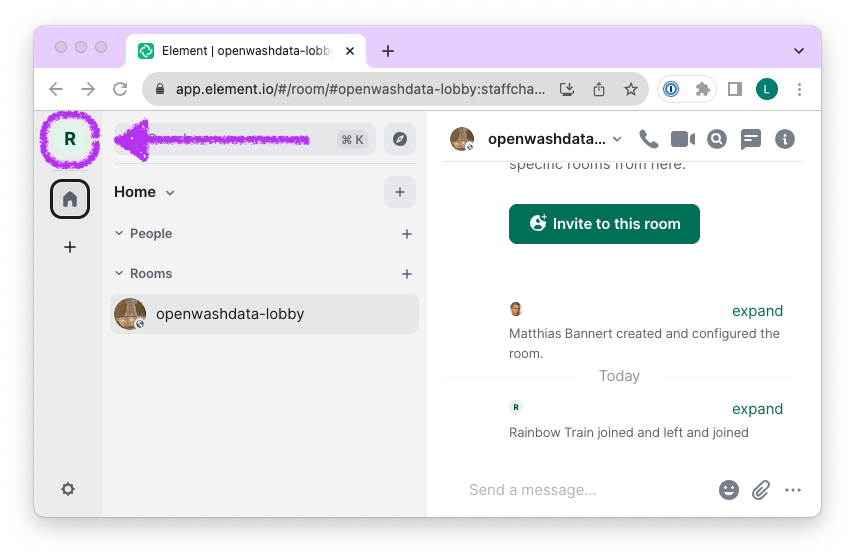 Element | openwashdata-lobby
app.element.io/#/room/#openwashdata-lobby:staffcha...
L
R
⌘ K
openwashdata...
specific rooms from here.
Home
Invite to this room
People
Rooms
openwashdata-lobby
expand
Matthias Bannert created and configured the
room.
Today
R
expand
Rainbow Train joined and left and joined
Send a message...